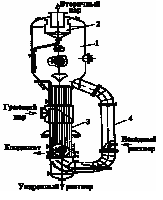 Вторичный
пар
2
1
Греющий
пар
3
4
Конденсат
Исходный
раствор
Упаренный раствор